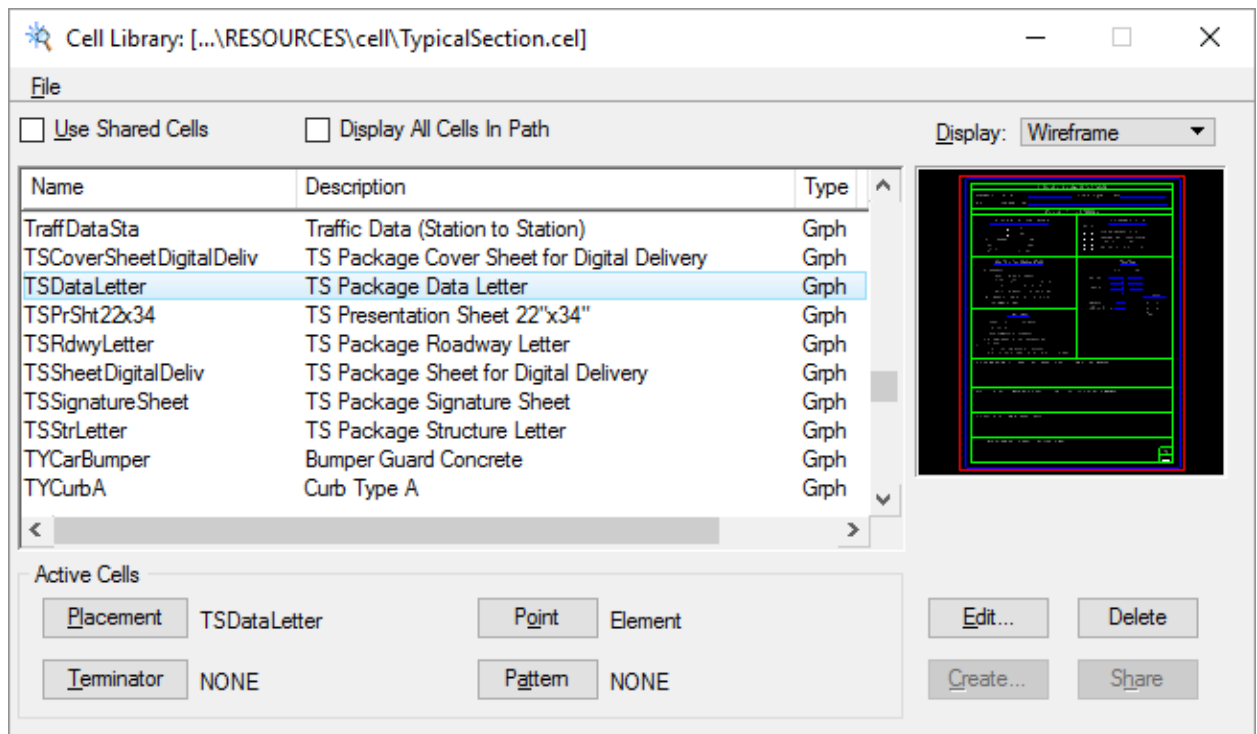 Cell Library: [...\RESOURCES\cell\TypicalSection.cel]
File
Use Shared Cells Display All Cells In Path Display: Wireframe
Name Description Type
TraffDataSta Traffic Data (Station to Station) Grph
TSCoverSheetDigitalDeliv TS Package Cover Sheet for Digital Delivery Grph
TSDataLetter TS Package Data Letter Grph
TSPrSht22x34 TS Presentation Sheet 22"x34" Grph
TSRdwyLetter TS Package Roadway Letter Grph
TSSheetDigitalDeliv TS Package Sheet for Digital Delivery Grph
TSSignatureSheet TS Package Signature Sheet Grph
TSStrLetter TS Package Structure Letter Grph
TYCarBumper Bumper Guard Concrete Grph
TYCurbA Curb Type A Grph
Active Cells
Placement TSDataLetter Point Element Edit... Delete
Terminator NONE Pattern NONE Create... Share